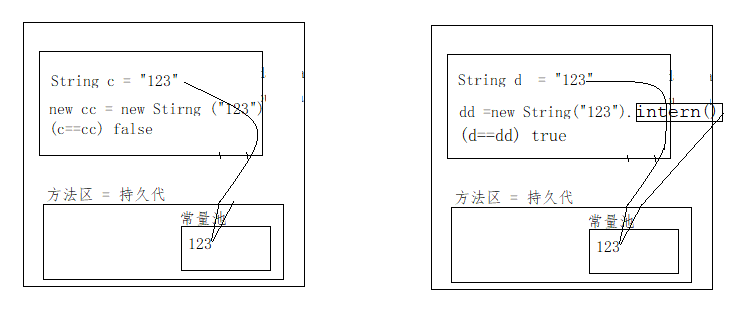 String c = "123"
new cc = new Stirng ("123")
(c==cc) false
方法区 = 持久代
常量池
123
String d = "123"
dd =new String("123").intern()
(d==dd) true
方法区 = 持久代
常量池
123